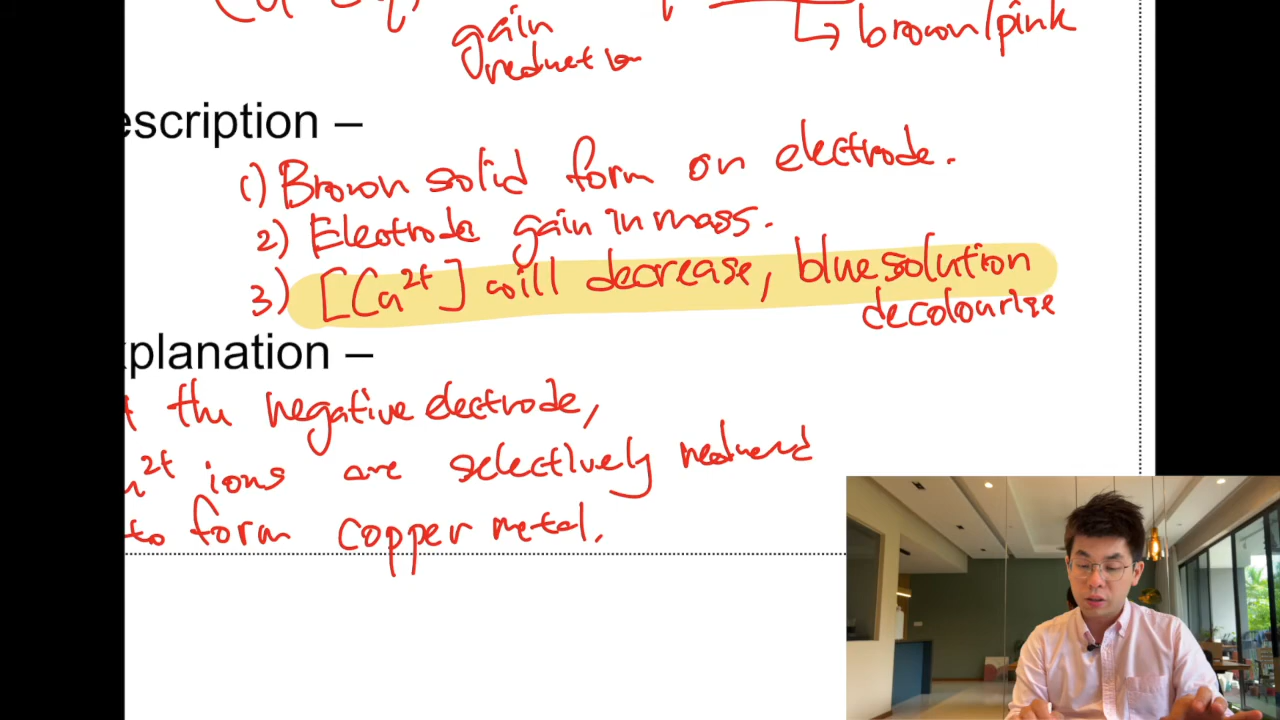 gain
reduction
↳ brown/pink
escription –
1) Brown solid form on electrode.
2) Electrode gain in mass.
3) [Cu²⁺] will decrease, blue solution
decolourise
xplanation –
the negative electrode,
²⁺ ions are selectively reduced
to form copper metal.